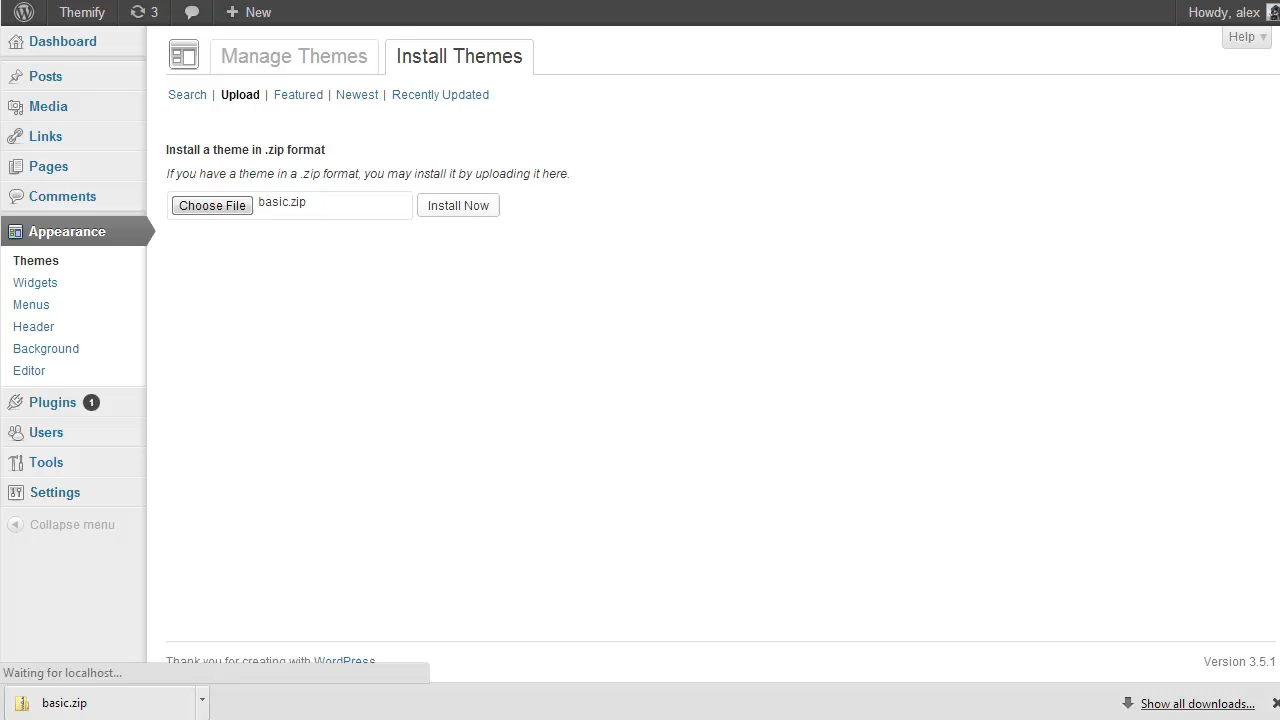 Themify 3 New Howdy, alex
Dashboard
Posts
Media
Links
Pages
Comments
Appearance
Themes
Widgets
Menus
Header
Background
Editor
Plugins 1
Users
Tools
Settings
Collapse menu
Help
Manage Themes Install Themes
Search | Upload | Featured | Newest | Recently Updated
Install a theme in .zip format
If you have a theme in a .zip format, you may install it by uploading it here.
Choose File basic.zip Install Now
Thank you for creating with WordPress. Version 3.5.1
Waiting for localhost...
basic.zip Show all downloads...